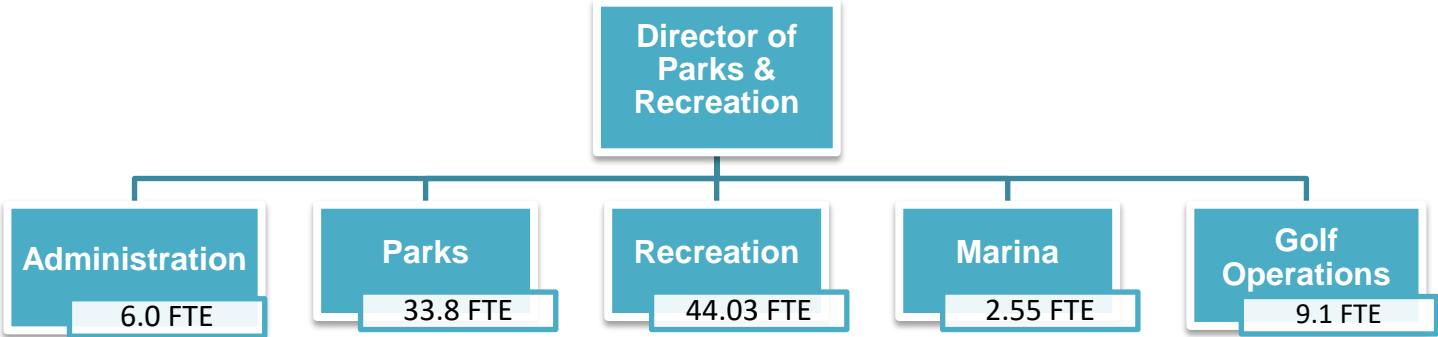 Director of
Parks &
Recreation
Administration
6.0 FTE
Parks
33.8 FTE
Recreation
44.03 FTE
Marina
2.55 FTE
Golf
Operations
9.1 FTE